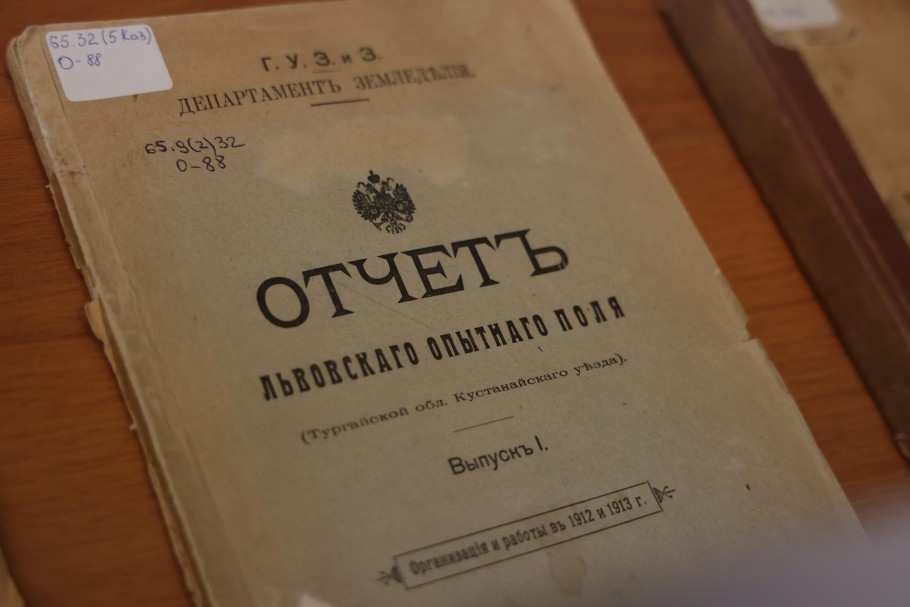 65.32 (5 Каз)
О-88
Г. У. З. и З.
ДЕПАРТАМЕНТЪ ЗЕМЛЕДѢЛІЯ.
65.9(2)32
О-88
ОТЧЕТЪ
ЛЬВОВСКАГО ОПЫТНАГО ПОЛЯ
(Тургайской обл. Кустанайскаго уѣзда).
Выпускъ I.
Организація и работы въ 1912 и 1913 г.